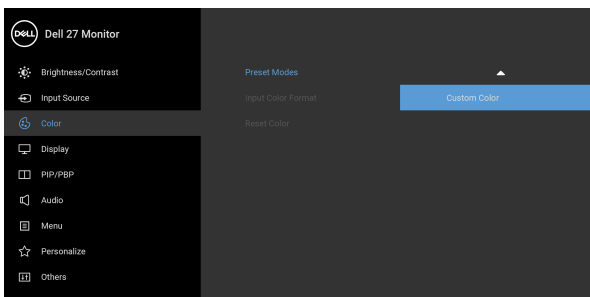 DELL Dell 27 Monitor
Brightness/Contrast
Preset Modes
Input Source
Input Color Format
Custom Color
Color
Reset Color
Display
PIP/PBP
Audio
Menu
Personalize
Others